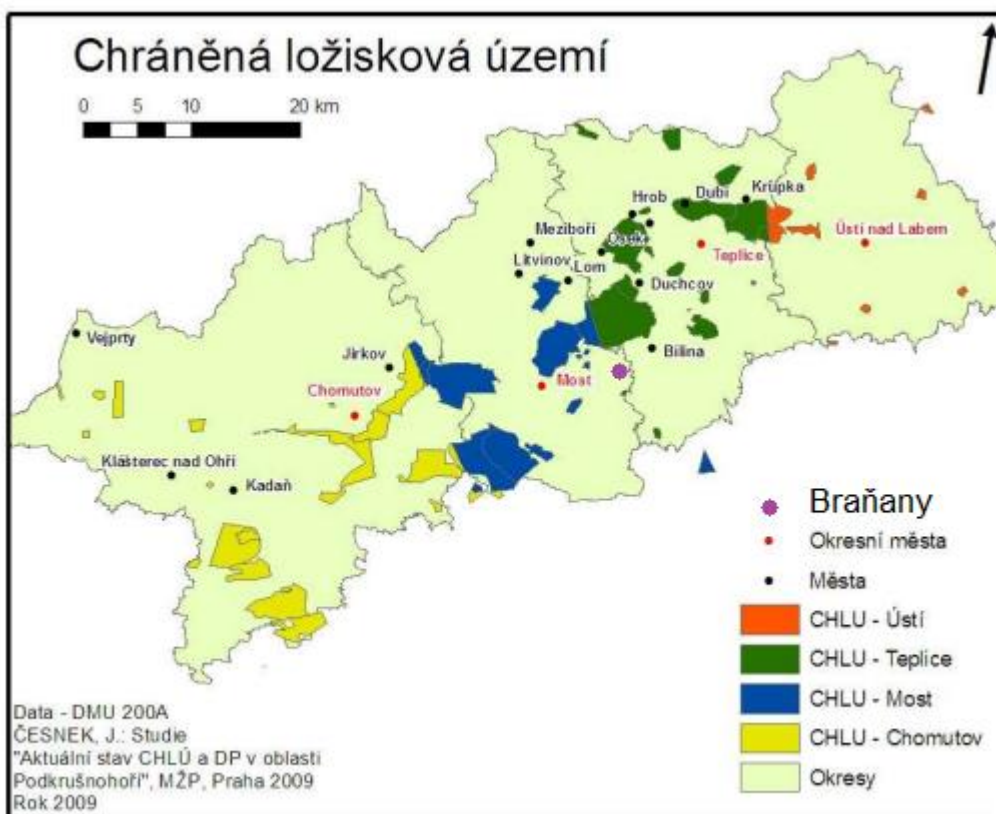 Chráněná ložisková území
0 5 10 20 km
Hrob
Dubí
Krupka
Meziboří
Osek
Ústí nad Labem
Teplice
Litvínov
Lom
Duchcov
Vejprty
Bílina
Jirkov
Most
Chomutov
Klášterec nad Ohří
Kadaň
Braňany
Okresní města
Města
CHLU - Ústí
CHLU - Teplice
CHLU - Most
CHLU - Chomutov
Okresy
Data - DMU 200A
ČESNEK, J.: Studie
"Aktuální stav CHLÚ a DP v oblasti
Podkrušnohoří", MŽP, Praha 2009
Rok 2009